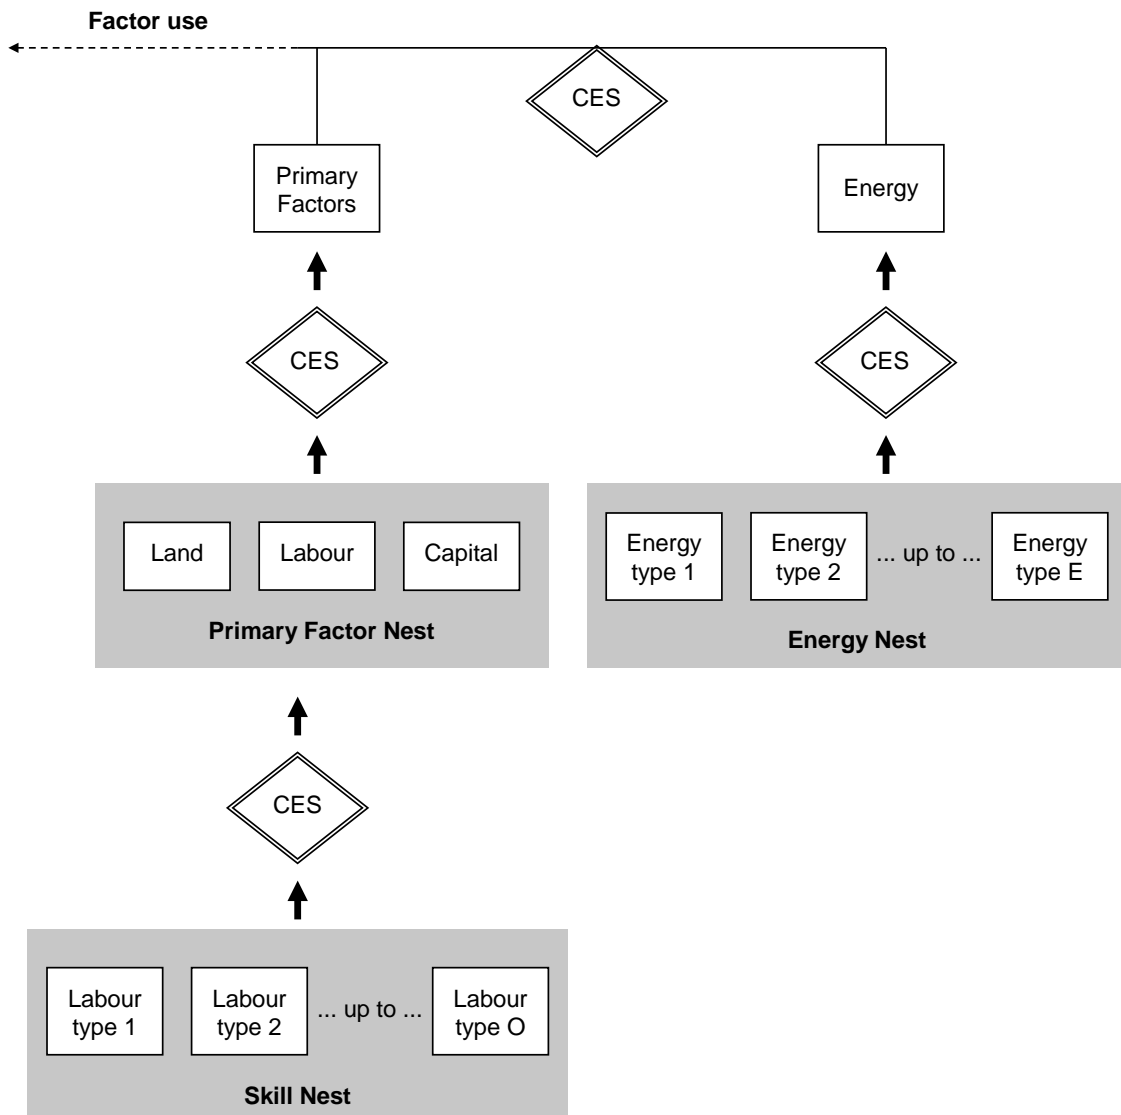 Factor use
CES
Primary
Factors
Energy
CES
CES
Land
Labour
Capital
Primary Factor Nest
Energy
type 1
Energy
type 2
... up to ...
Energy
type E
Energy Nest
CES
Labour
type 1
Labour
type 2
... up to ...
Labour
type O
Skill Nest